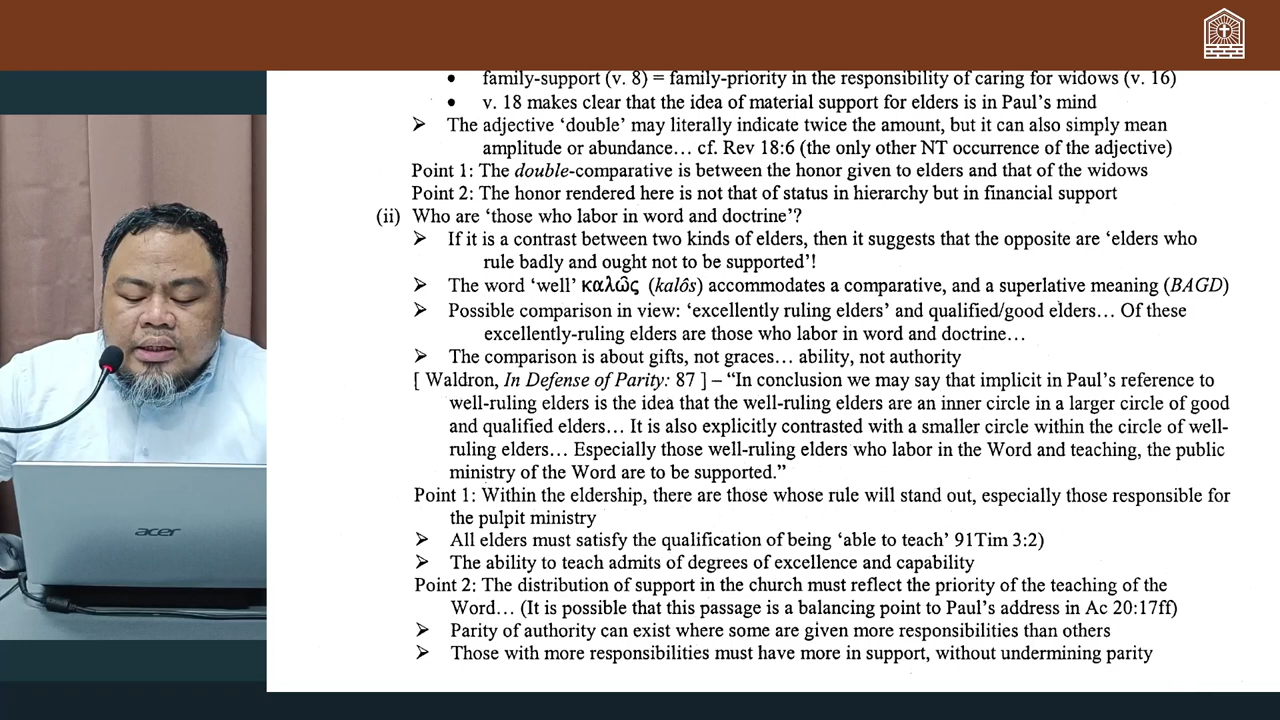 • family-support (v. 8) = family-priority in the responsibility of caring for widows (v. 16)
• v. 18 makes clear that the idea of material support for elders is in Paul's mind
➢ The adjective 'double' may literally indicate twice the amount, but it can also simply mean
amplitude or abundance… cf. Rev 18:6 (the only other NT occurrence of the adjective)
Point 1: The double-comparative is between the honor given to elders and that of the widows
Point 2: The honor rendered here is not that of status in hierarchy but in financial support
(ii) Who are 'those who labor in word and doctrine'?
➢ If it is a contrast between two kinds of elders, then it suggests that the opposite are 'elders who
rule badly and ought not to be supported'!
➢ The word 'well' καλῶς (kalôs) accommodates a comparative, and a superlative meaning (BAGD)
➢ Possible comparison in view: 'excellently ruling elders' and qualified/good elders… Of these
excellently-ruling elders are those who labor in word and doctrine…
➢ The comparison is about gifts, not graces… ability, not authority
[ Waldron, In Defense of Parity: 87 ] – "In conclusion we may say that implicit in Paul's reference to
well-ruling elders is the idea that the well-ruling elders are an inner circle in a larger circle of good
and qualified elders… It is also explicitly contrasted with a smaller circle within the circle of well-
ruling elders… Especially those well-ruling elders who labor in the Word and teaching, the public
ministry of the Word are to be supported."
Point 1: Within the eldership, there are those whose rule will stand out, especially those responsible for
the pulpit ministry
➢ All elders must satisfy the qualification of being 'able to teach' 91Tim 3:2)
➢ The ability to teach admits of degrees of excellence and capability
Point 2: The distribution of support in the church must reflect the priority of the teaching of the
Word… (It is possible that this passage is a balancing point to Paul's address in Ac 20:17ff)
➢ Parity of authority can exist where some are given more responsibilities than others
➢ Those with more responsibilities must have more in support, without undermining parity
acer